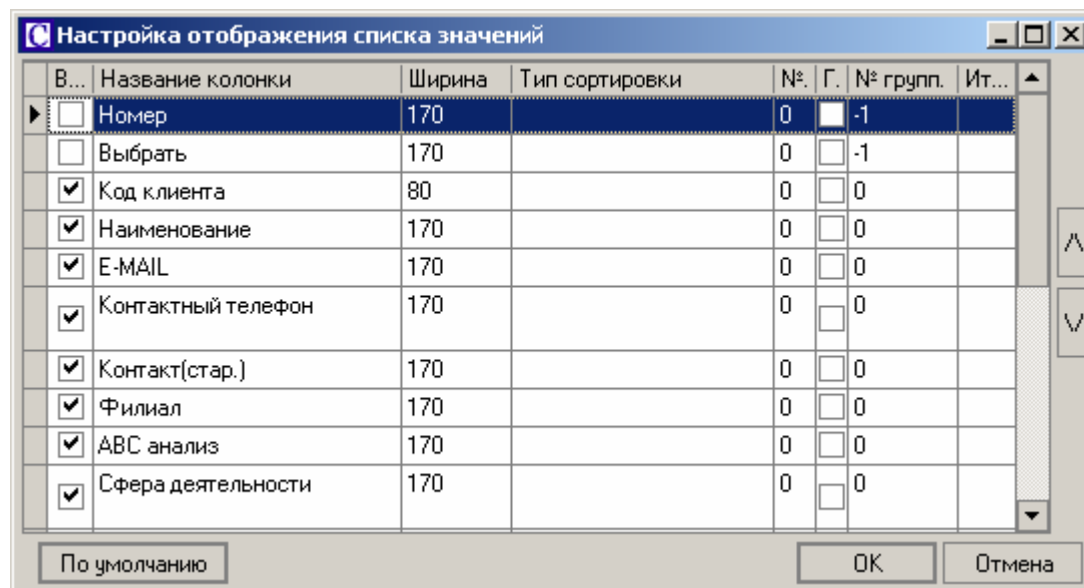 Настройка отображения списка значений
В... Название колонки Ширина Тип сортировки №. Г. № групп. Ит...
Номер 170 0 -1
Выбрать 170 0 -1
Код клиента 80 0 0
Наименование 170 0 0
E-MAIL 170 0 0
Контактный телефон 170 0 0
Контакт(стар.) 170 0 0
Филиал 170 0 0
ABC анализ 170 0 0
Сфера деятельности 170 0 0
/\
\/
По умолчанию OK Отмена